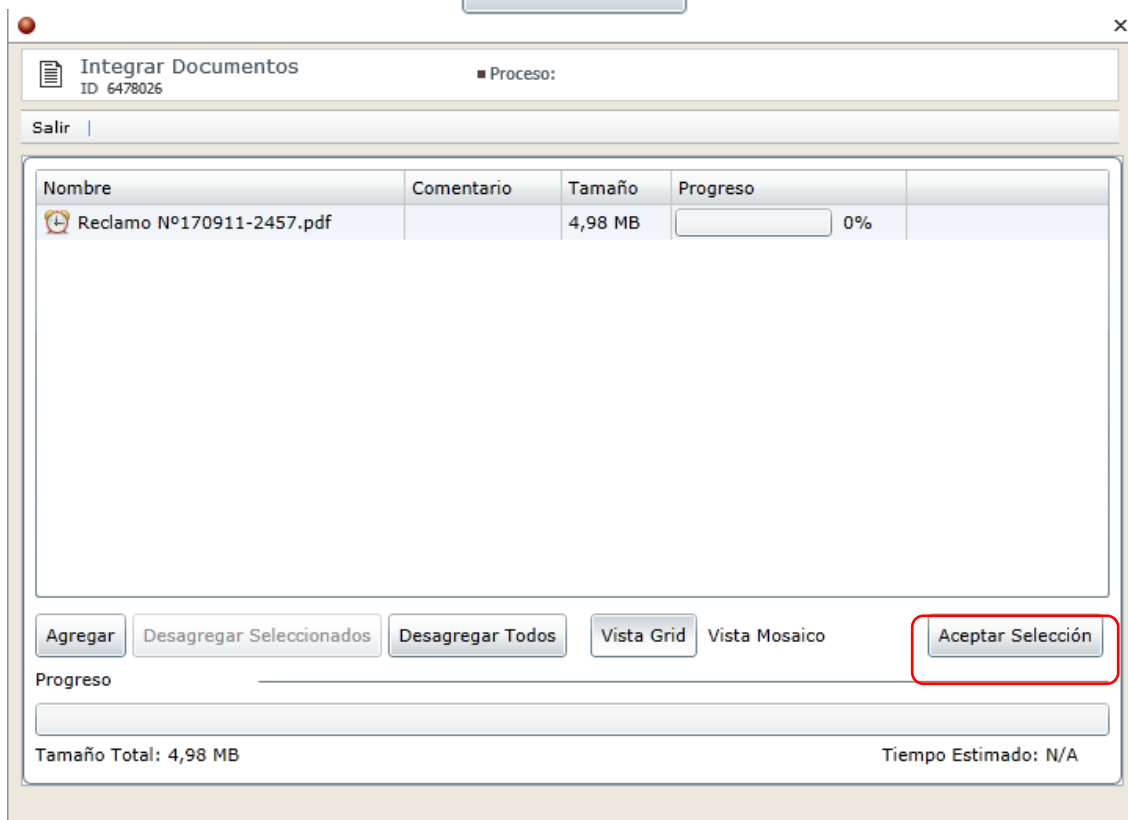 Integrar Documentos
ID 6478026
Proceso:
Salir |
Nombre Comentario Tamaño Progreso
Reclamo Nº170911-2457.pdf 4,98 MB 0%
Agregar Desagregar Seleccionados Desagregar Todos Vista Grid Vista Mosaico Aceptar Selección
Progreso
Tamaño Total: 4,98 MB Tiempo Estimado: N/A